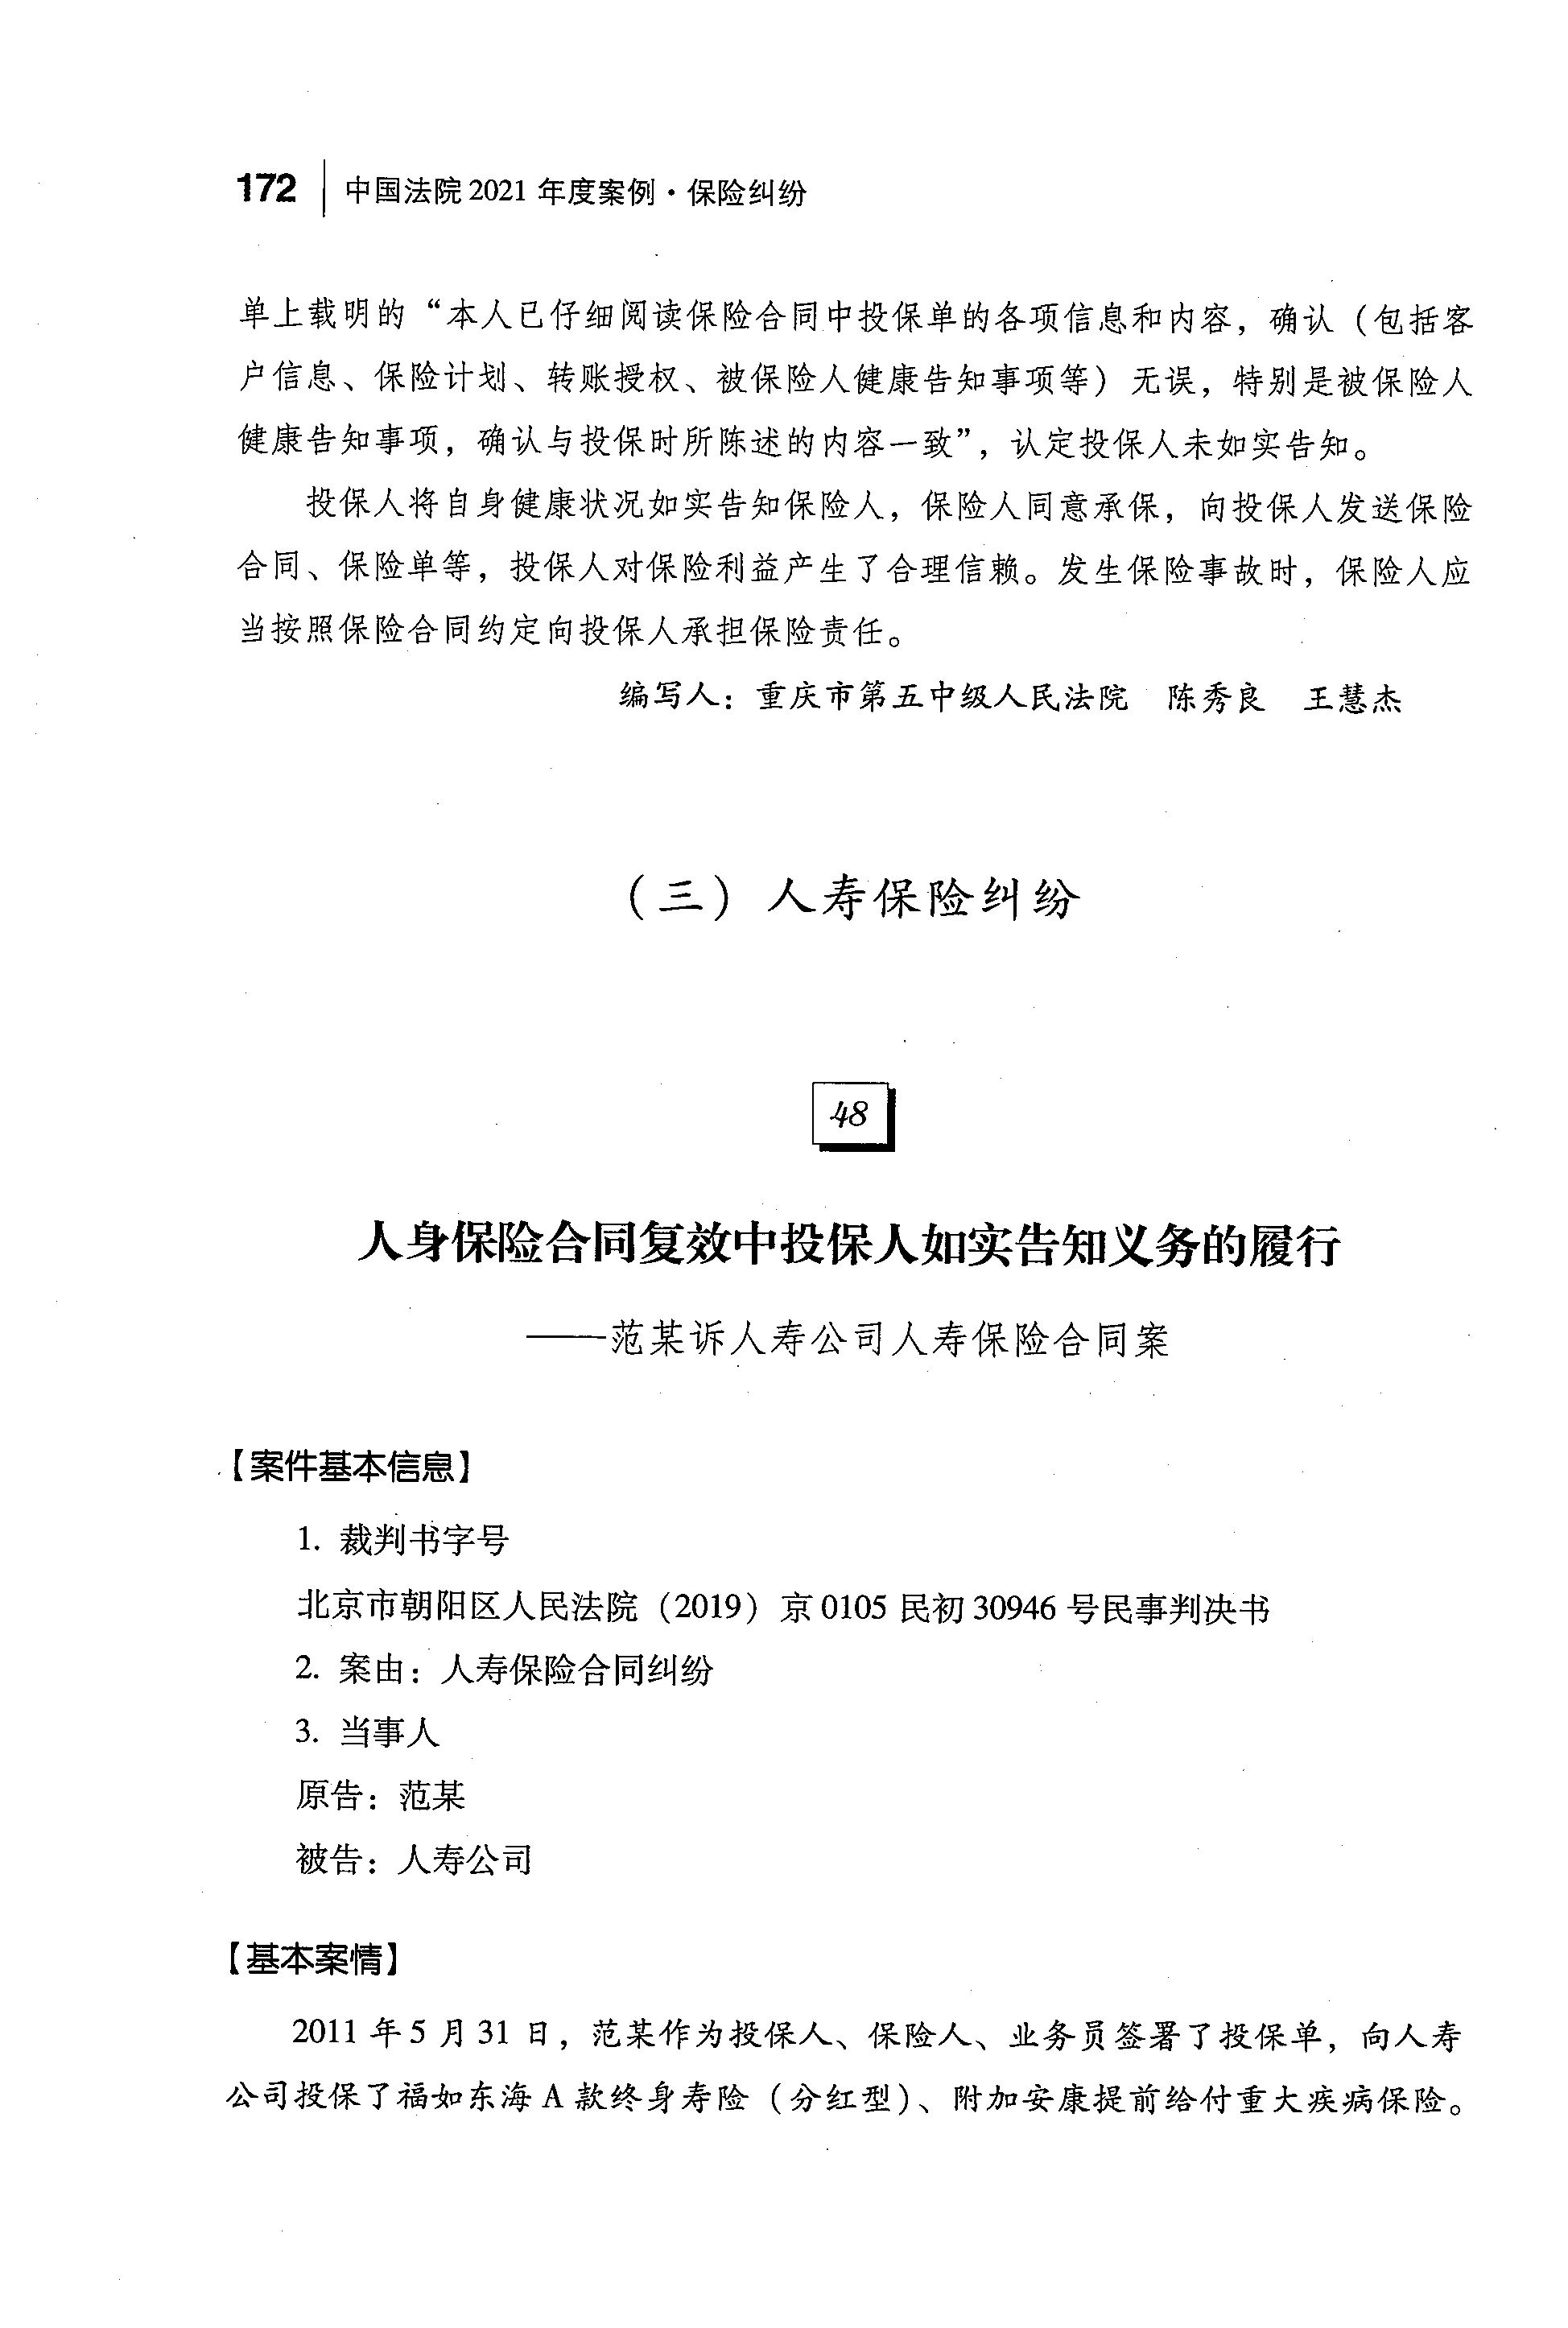 172 中国法院2021年度案例·保险纠纷
单上载明的“本人已仔细阅读保险合同中投保单的各项信息和内容，确认（包括客
户信息、保险计划、转账授权、被保险人健康告知事项等）无误，特别是被保险人
健康告知事项，确认与投保时所陈述的内容一致”，认定投保人未如实告知。
投保人将自身健康状况如实告知保险人，保险人同意承保，向投保人发送保险
合同、保险单等，投保人对保险利益产生了合理信赖。发生保险事故时，保险人应
当按照保险合同约定向投保人承担保险责任。
编写人：重庆市第五中级人民法院 陈秀良 王慧杰
（三）人寿保险纠纷
48
人身保险合同复效中投保人如实告知义务的履行
——范某诉人寿公司人寿保险合同案
【案件基本信息】
1. 裁判书字号
北京市朝阳区人民法院（2019）京0105民初30946号民事判决书
2. 案由：人寿保险合同纠纷
3. 当事人
原告：范某
被告：人寿公司
【基本案情】
2011年5月31日，范某作为投保人、保险人、业务员签署了投保单，向人寿
公司投保了福如东海A款终身寿险（分红型）、附加安康提前给付重大疾病保险。